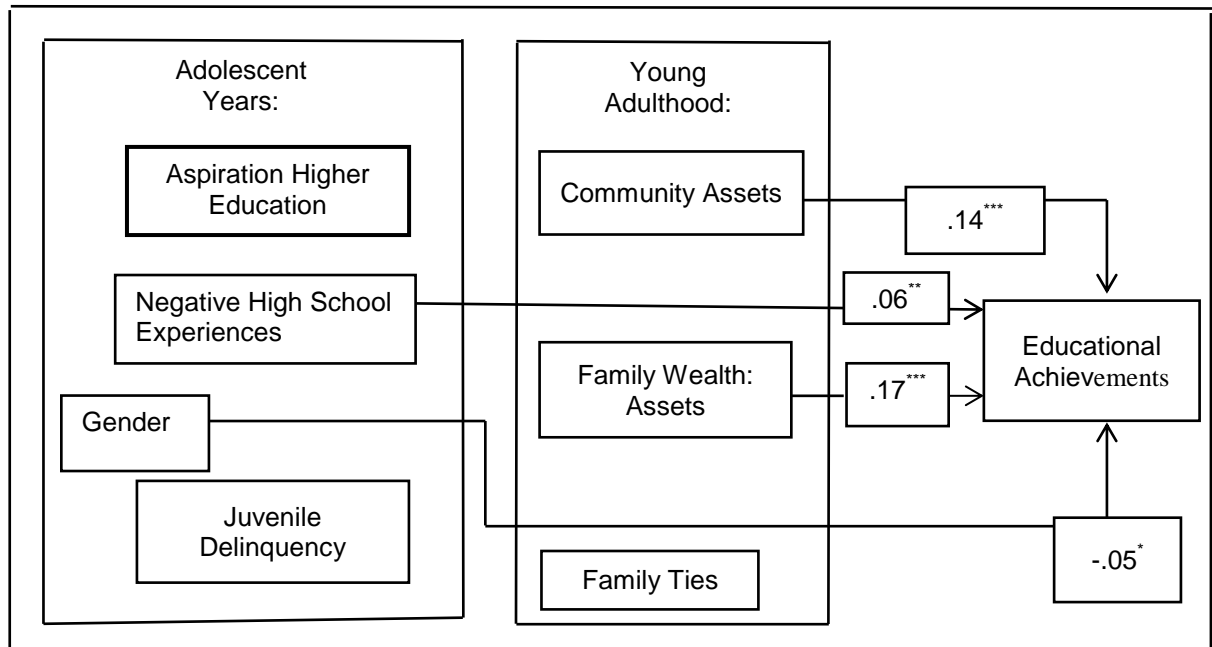 Adolescent
Years:
Aspiration Higher
Education
Negative High School
Experiences
Gender
Juvenile
Delinquency
Young
Adulthood:
Community Assets
Family Wealth:
Assets
Family Ties
.14***
.06**
.17***
-.05*
Educational
Achievements